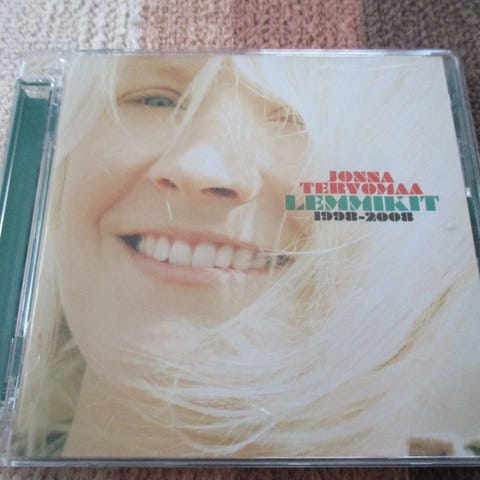 JONNA
TERVOMAA
LEMMIKIT
1998-2008